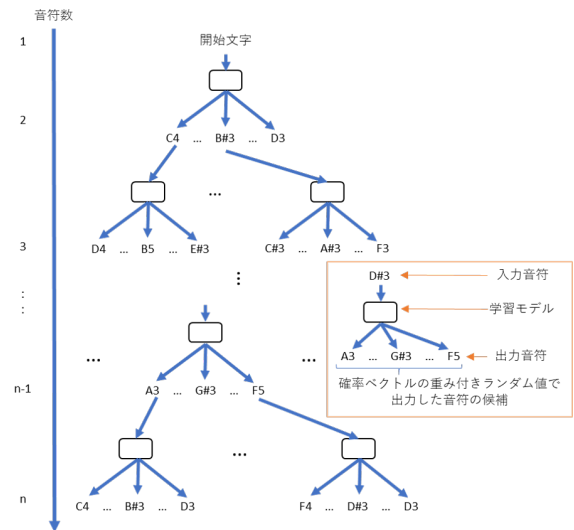 音符数
1
開始文字
2
C4 … B#3 … D3
…
3
D4 … B5 … E#3
C#3 … A#3 … F3
⋮
:
:
D#3
入力音符
学習モデル
A3 … G#3 … F5
出力音符
確率ベクトルの重み付きランダム値で
出力した音符の候補
…
…
n-1
A3 … G#3 … F5
…
n
C4 … B#3 … D3
F4 … D#3 … D3